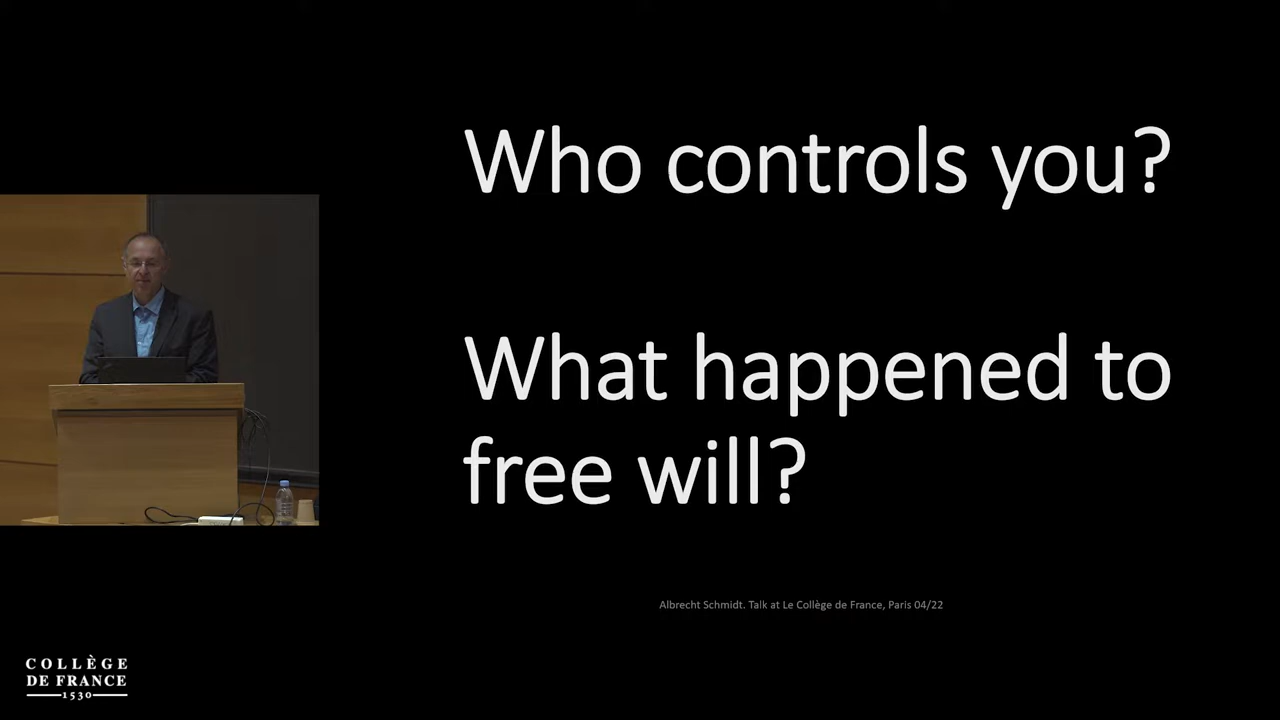 Who controls you?
What happened to
free will?
Albrecht Schmidt. Talk at Le Collège de France, Paris 04/22
COLLÈGE
DE FRANCE
1530